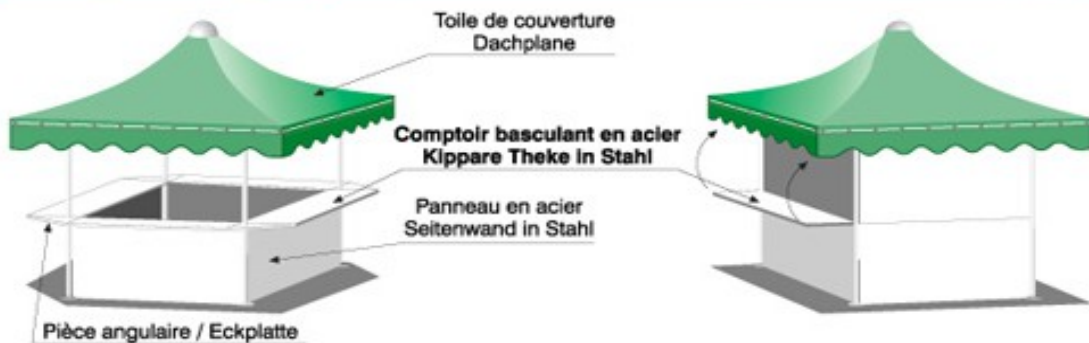 Toile de couverture
Dachplane
Comptoir basculant en acier
Kippare Theke in Stahl
Panneau en acier
Seitenwand in Stahl
Pièce angulaire / Eckplatte